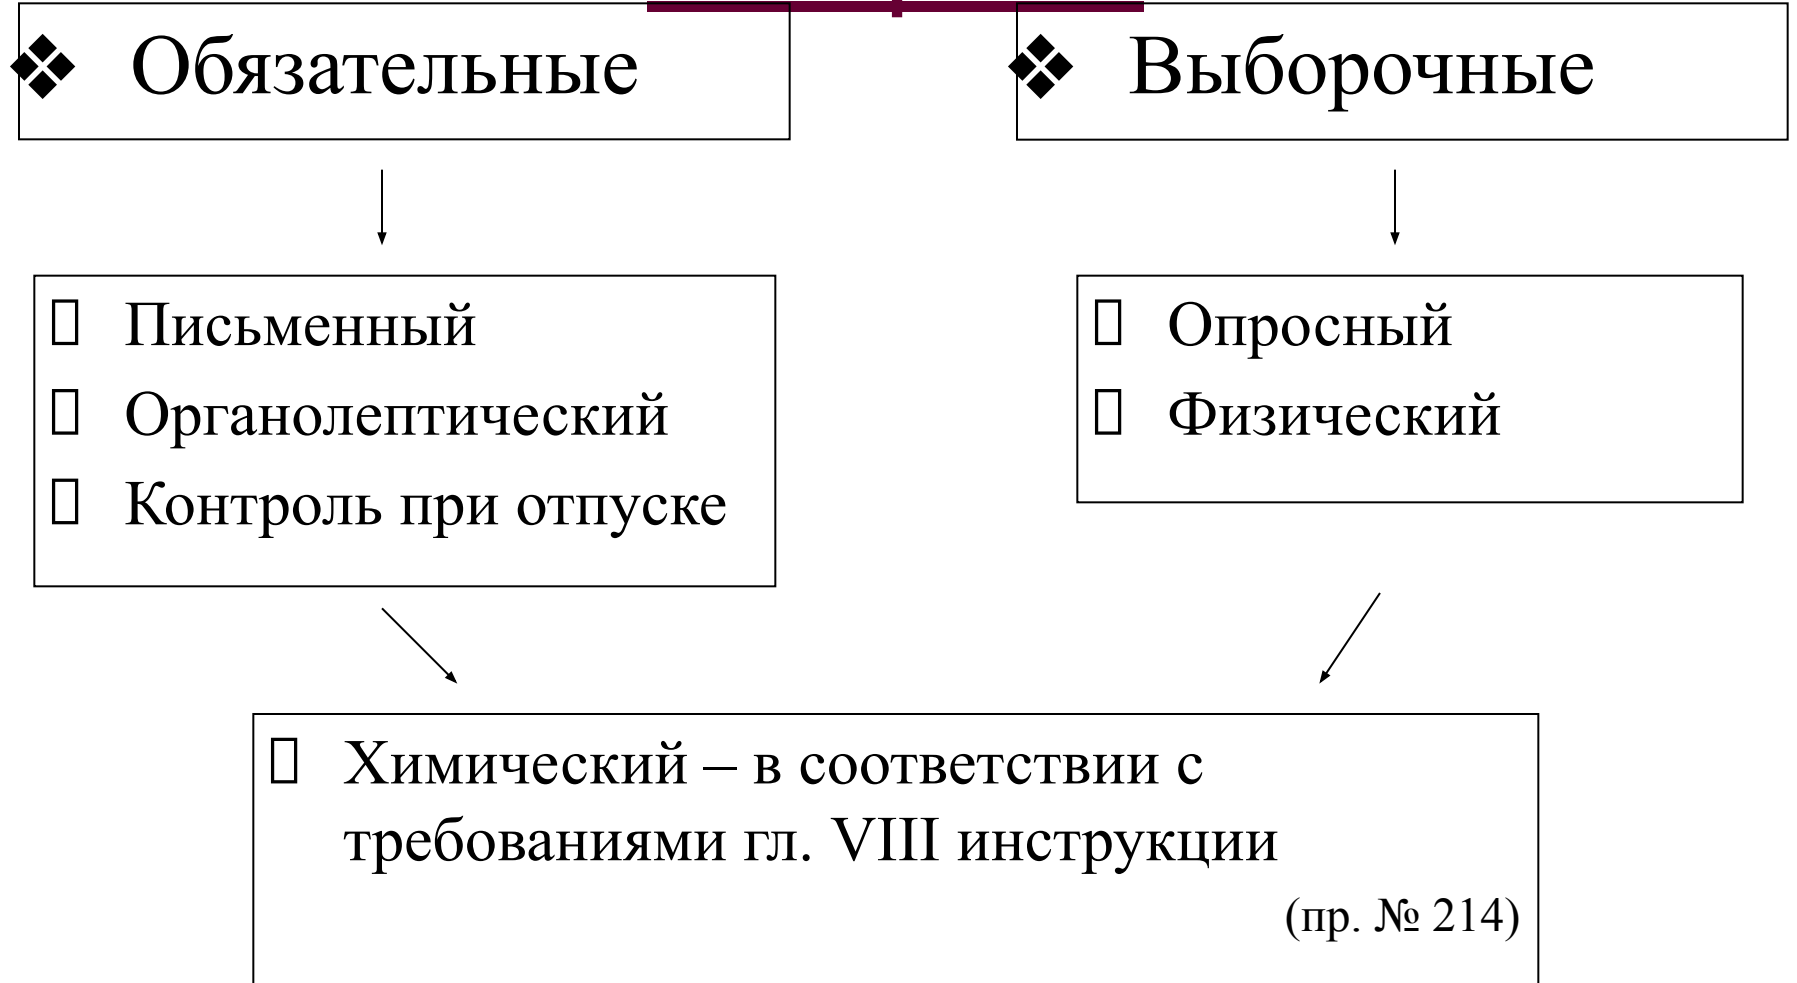 ❖ Обязательные
❖ Выборочные
Письменный
Органолептический
Контроль при отпуске
Опросный
Физический
Химический – в соответствии с
требованиями гл. VIII инструкции
(пр. № 214)